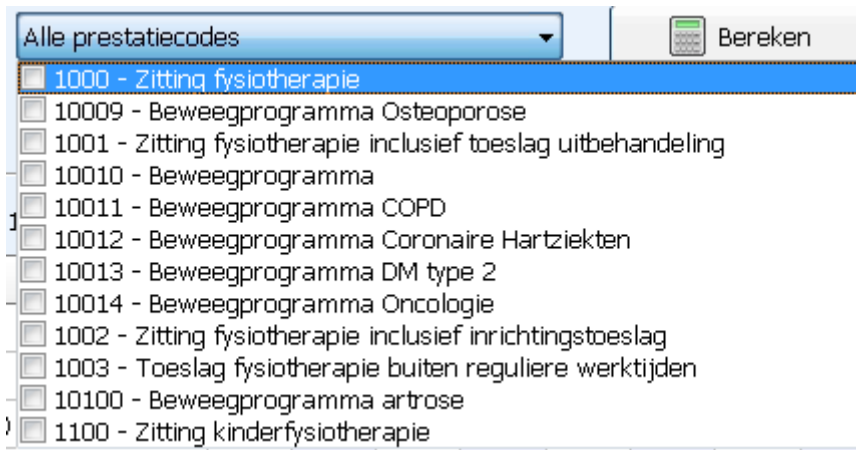 Alle prestatiecodes
Bereken
1000 - Zitting fysiotherapie
10009 - Beweegprogramma Osteoporose
1001 - Zitting fysiotherapie inclusief toeslag uitbehandeling
10010 - Beweegprogramma
10011 - Beweegprogramma COPD
10012 - Beweegprogramma Coronaire Hartziekten
10013 - Beweegprogramma DM type 2
10014 - Beweegprogramma Oncologie
1002 - Zitting fysiotherapie inclusief inrichtingstoeslag
1003 - Toeslag fysiotherapie buiten reguliere werktijden
10100 - Beweegprogramma artrose
1100 - Zitting kinderfysiotherapie